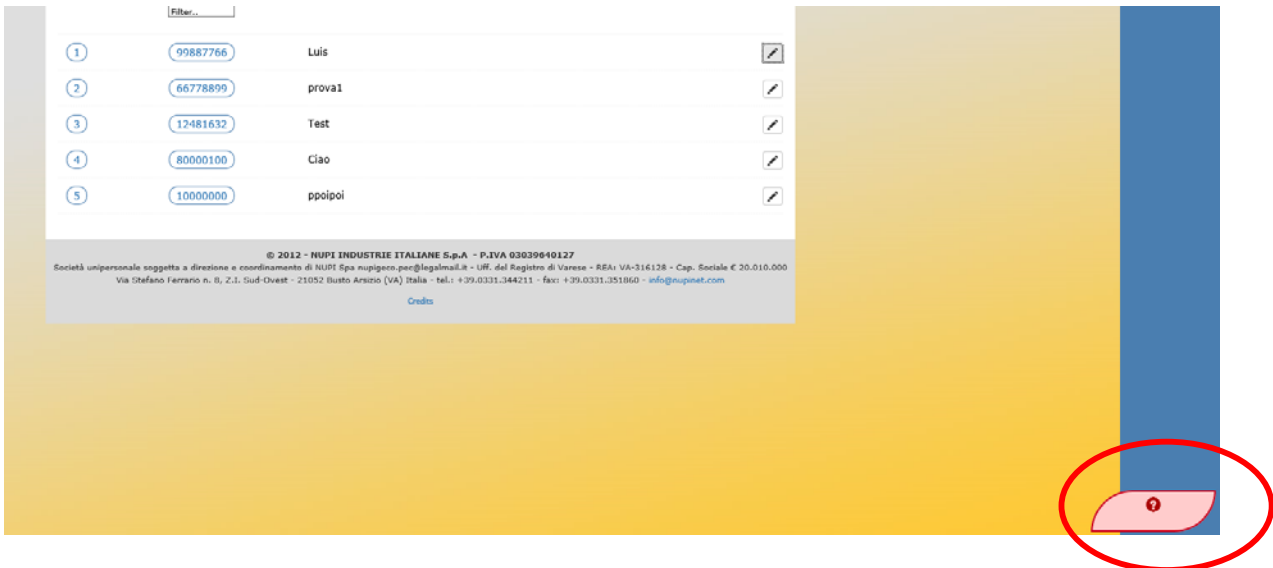 Filter..
1 99887766 Luis
2 66778899 prova1
3 12481632 Test
4 80000100 Ciao
5 10000000 ppoipoi
© 2012 - NUPI INDUSTRIE ITALIANE S.p.A - P.IVA 03039640127
Società unipersonale soggetta a direzione e coordinamento di NUPI Spa nupigeco.pec@legalmail.it - Uff. del Registro di Varese - REA: VA-316128 - Cap. Sociale € 20.010.000
Via Stefano Ferrario n. 8, Z.I. Sud-Ovest - 21052 Busto Arsizio (VA) Italia - tel.: +39.0331.344211 - fax: +39.0331.351860 - info@nupinet.com
Credits
?